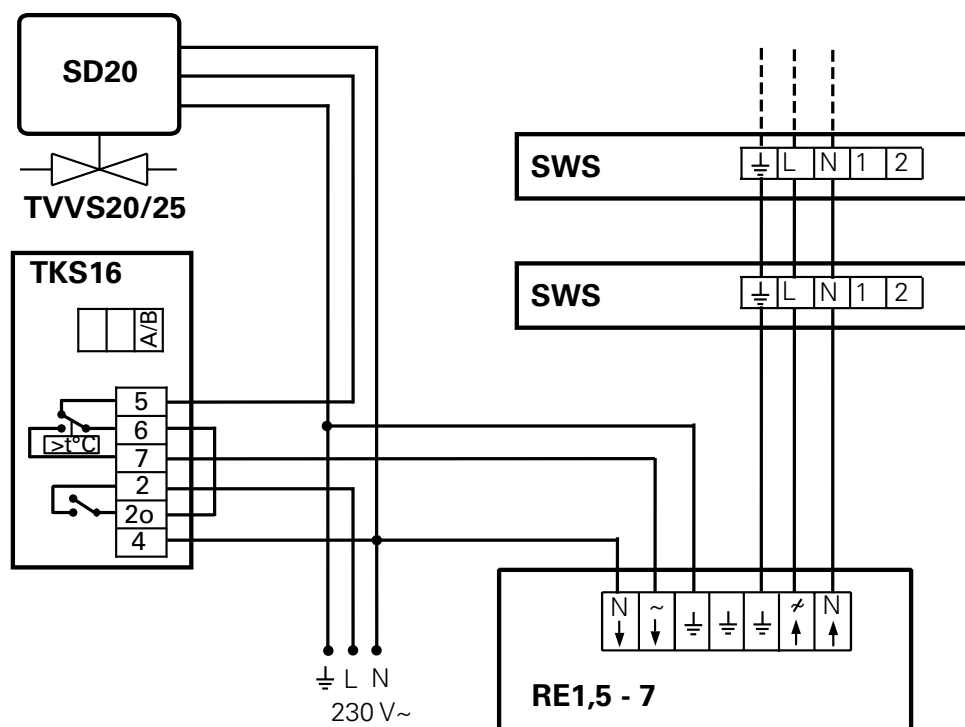 SD20
TVVS20/25
TKS16
A/B
5
6
>t°C
7
2
2o
4
L N
230 V~
SWS
L N 1 2
SWS
L N 1 2
N ~ ~̸ N
RE1,5 - 7